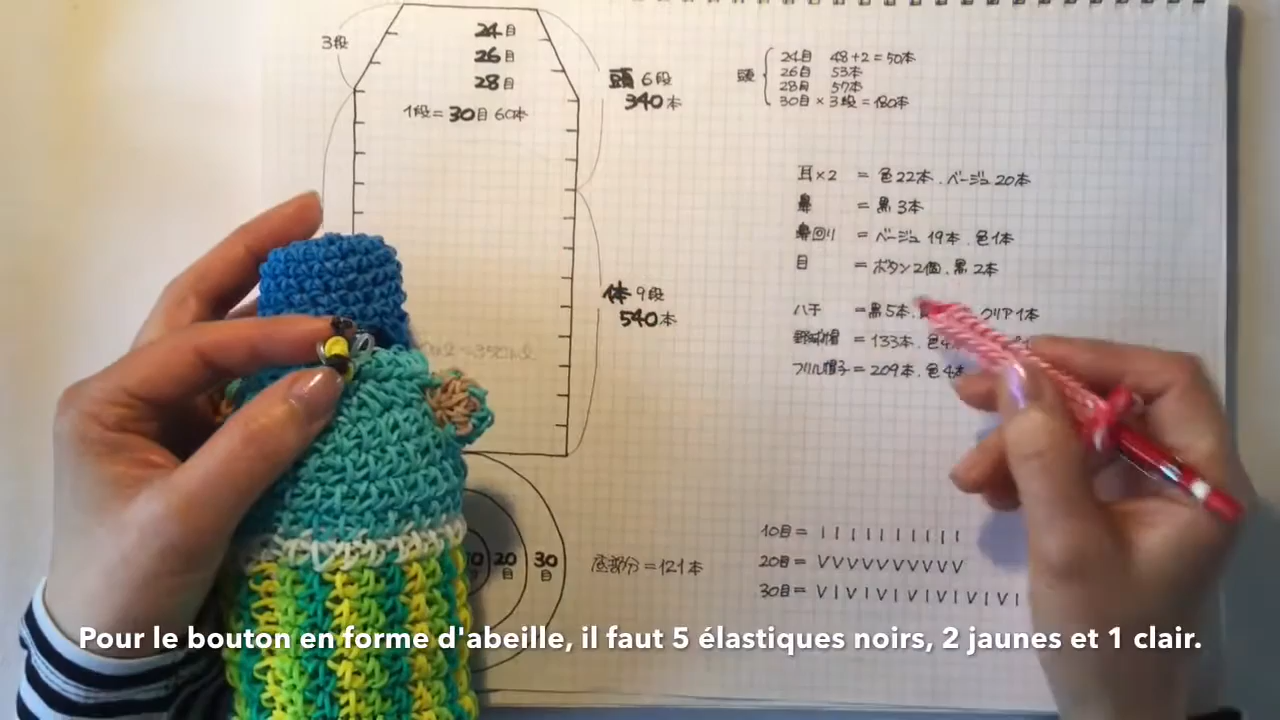 3段
24目
26目
28目
1段=30目 60本
頭 6段
340本
頭
24目 48+2=50本
26目 53本
28目 57本
30目×3段=180本
耳×2 = 色22本.ベージュ20本
鼻 = 黒3本
鼻回り = ベージュ19本.色1本
目 = ボタン2個.黒2本
ハチ = 黒5本. クリア1本
野球帽 = 133本.色4
フリル帽子 = 209本.色4本
体 9段
540本
20目
30目
底部分=121本
10目= I I I I I I I I I I
20目= V V V V V V V V V V
30目= V I V I V I V I V I V I
Pour le bouton en forme d'abeille, il faut 5 élastiques noirs, 2 jaunes et 1 clair.